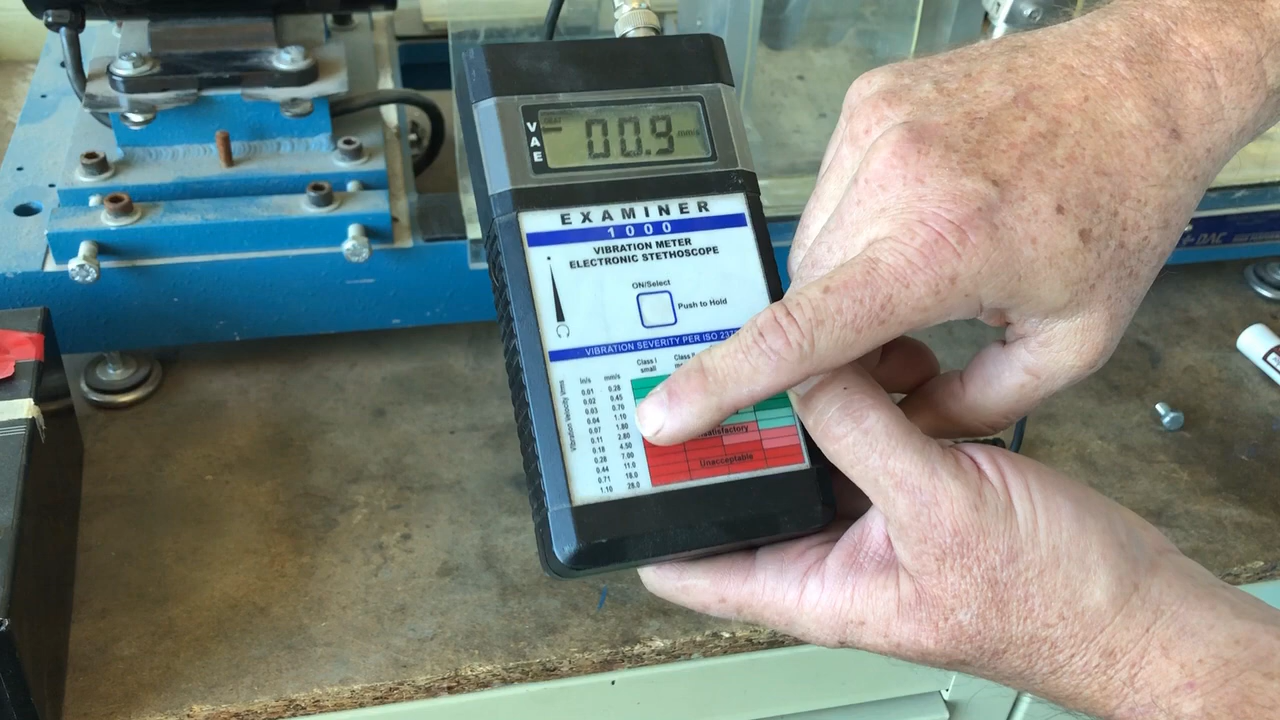 VAE
00.9 mm/s
EXAMINER
1000
VIBRATION METER
ELECTRONIC STETHOSCOPE
ON/Select
Push to Hold
VIBRATION SEVERITY PER ISO
Class I
small
Class II
Vibration Velocity Vrms
in/s mm/s
0.01 0.28
0.02 0.45
0.03 0.70
0.04 1.10
0.07 1.80
0.11 2.80
0.18 4.50
0.28 7.00
0.44 11.0
0.71 18.0
1.10 28.0
Unacceptable
DAC